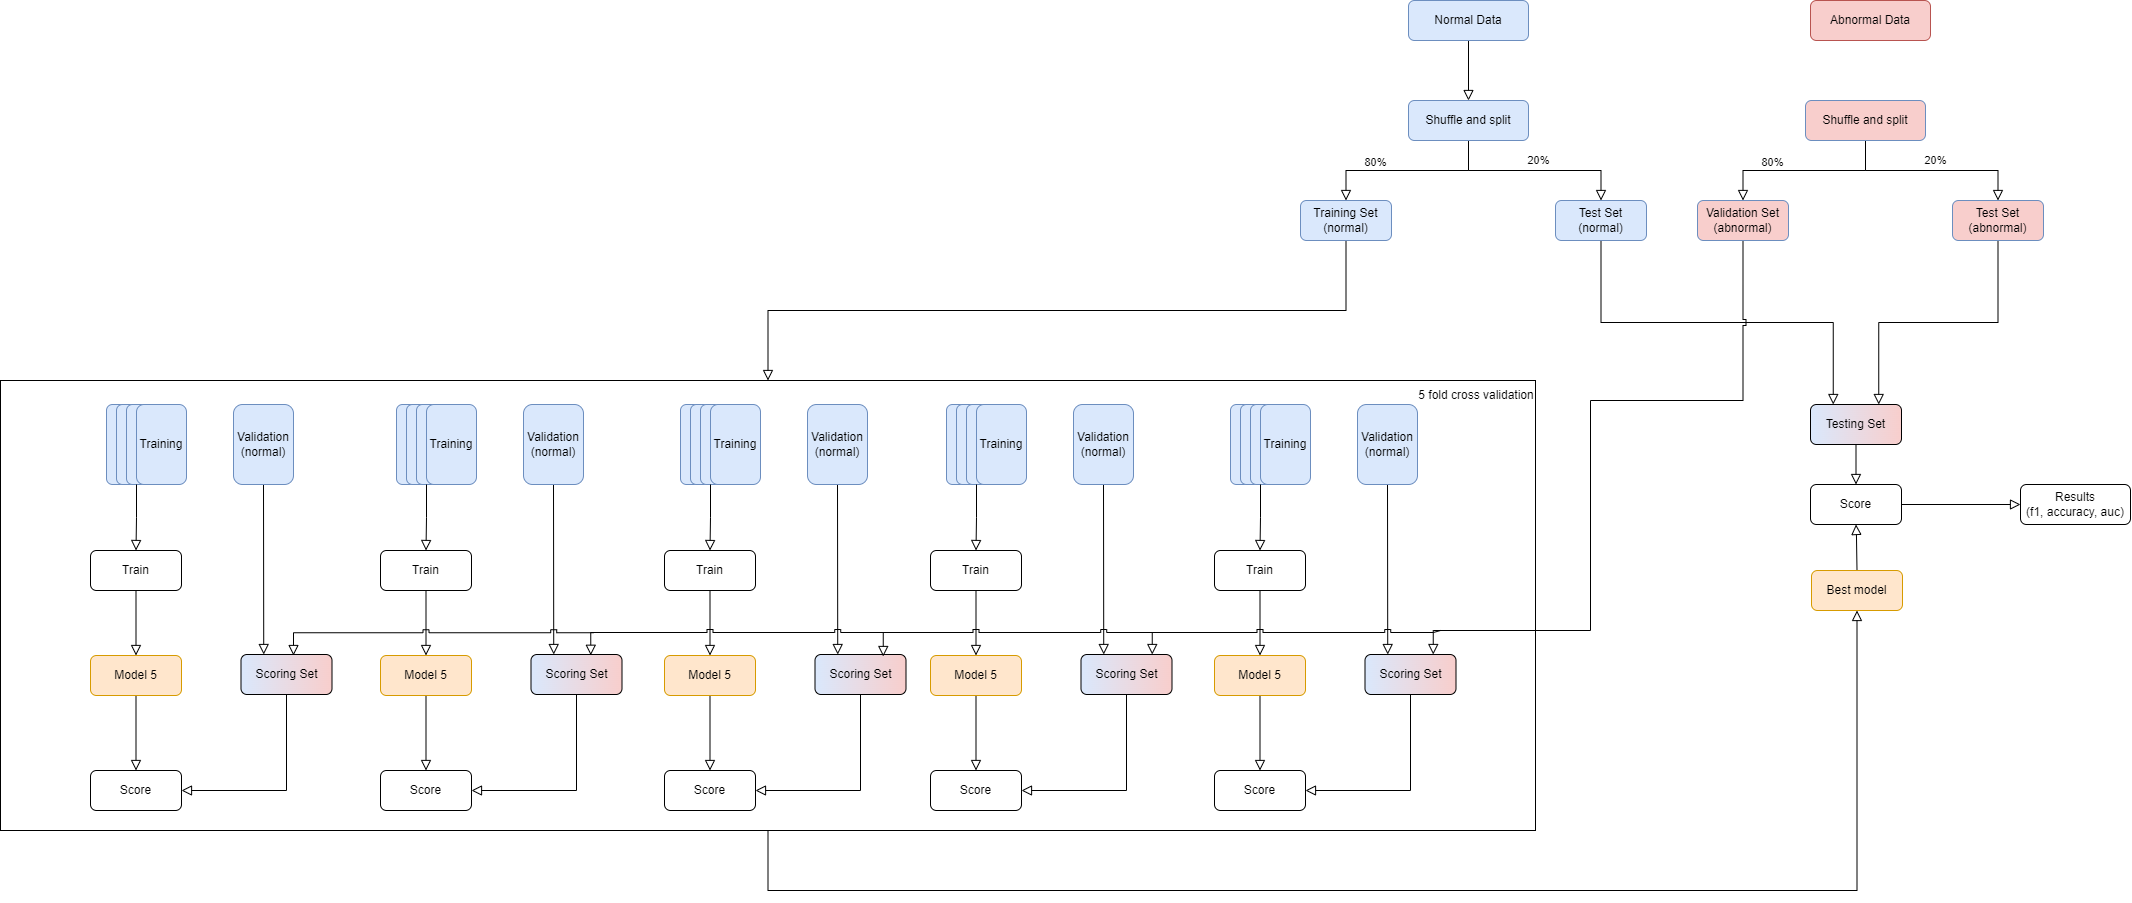 Normal Data
Abnormal Data
Shuffle and split
Shuffle and split
80%
20%
80%
20%
Training Set
(normal)
Test Set
(normal)
Validation Set
(abnormal)
Test Set
(abnormal)
5 fold cross validation
Training
Validation
(normal)
Training
Validation
(normal)
Training
Validation
(normal)
Training
Validation
(normal)
Training
Validation
(normal)
Testing Set
Score
Results
(f1, accuracy, auc)
Train
Train
Train
Train
Train
Best model
Model 5
Scoring Set
Model 5
Scoring Set
Model 5
Scoring Set
Model 5
Scoring Set
Model 5
Scoring Set
Score
Score
Score
Score
Score